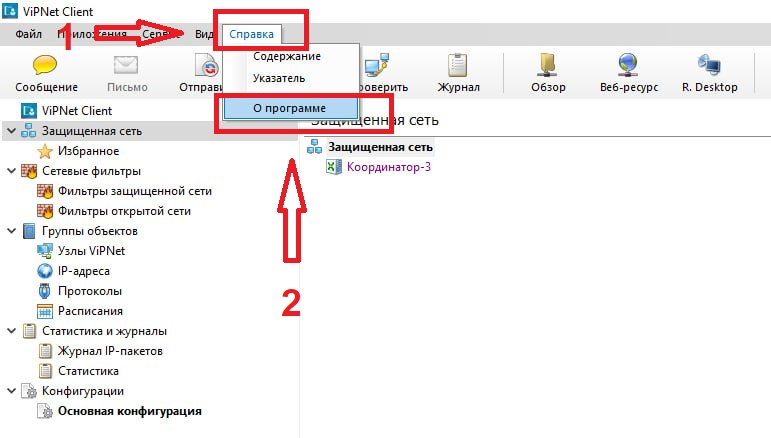 ViPNet Client
1
Файл Приложения Сервис Вид Справка
Содержание
Указатель
О программе
Сообщение Письмо Отправи Проверить Журнал Обзор Веб-ресурс R. Desktop
ViPNet Client
Защищенная сеть
Избранное
Сетевые фильтры
Фильтры защищенной сети
Фильтры открытой сети
Группы объектов
Узлы ViPNet
IP-адреса
Протоколы
Расписания
Статистика и журналы
Журнал IP-пакетов
Статистика
Конфигурации
Основная конфигурация
Защищенная сеть
Защищенная сеть
Координатор-3
2